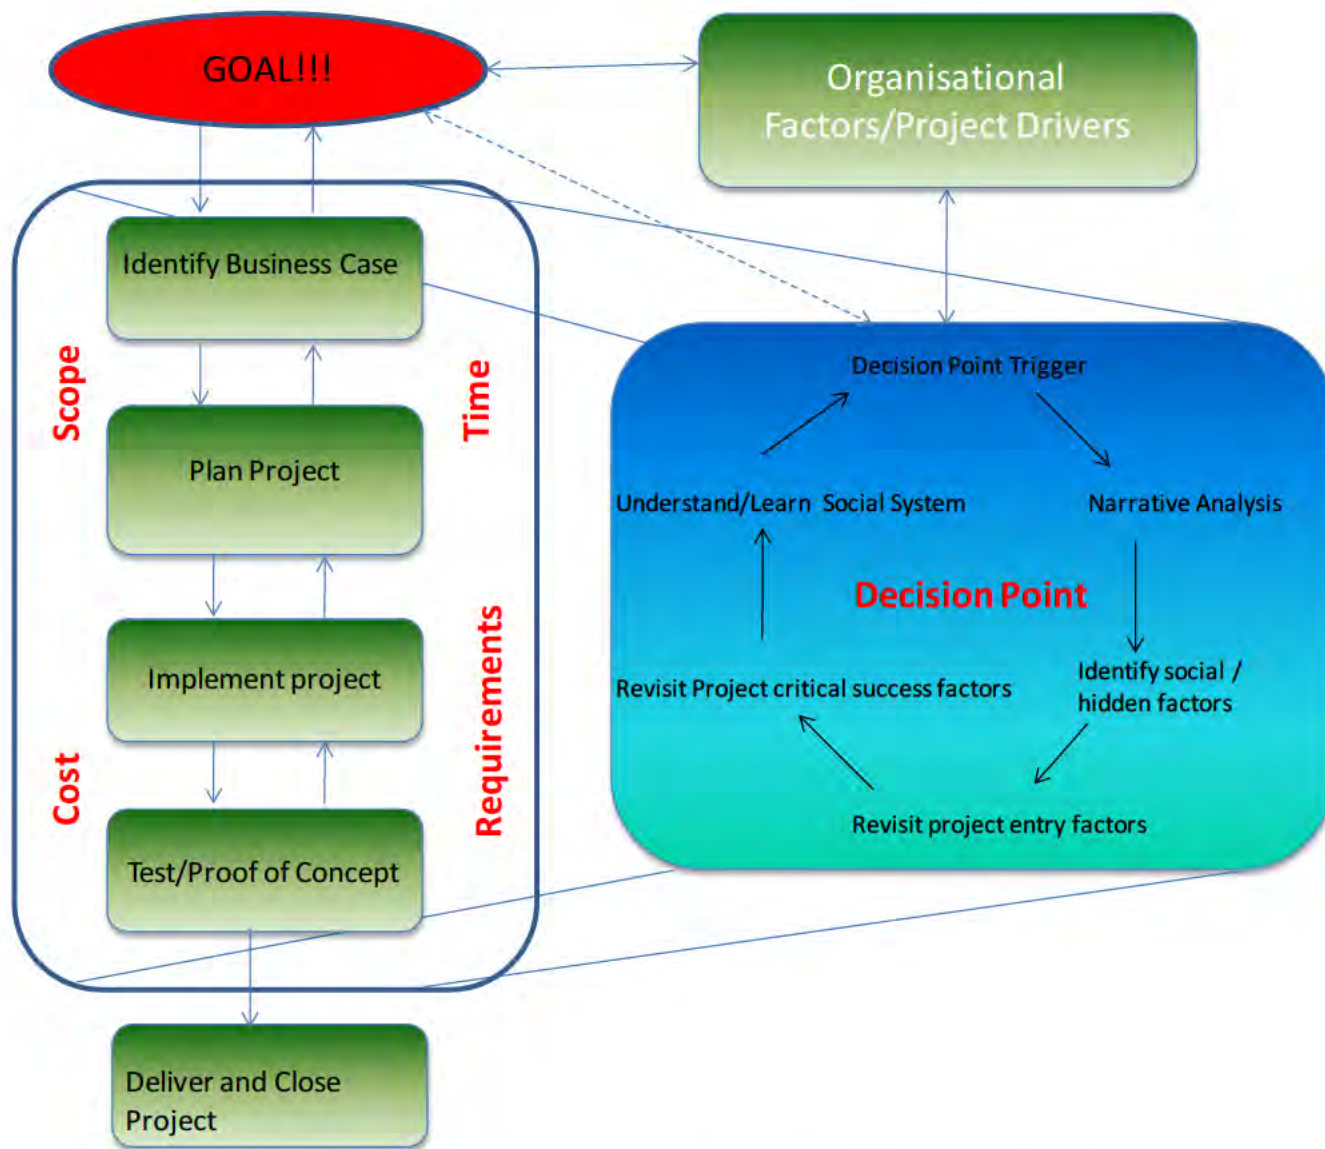 GOAL!!!
Organisational
Factors/Project Drivers
Identify Business Case
Scope
Time
Plan Project
Implement project
Cost
Requirements
Test/Proof of Concept
Deliver and Close
Project
Decision Point Trigger
Understand/Learn Social System
Narrative Analysis
Decision Point
Revisit Project critical success factors
Identify social /
hidden factors
Revisit project entry factors